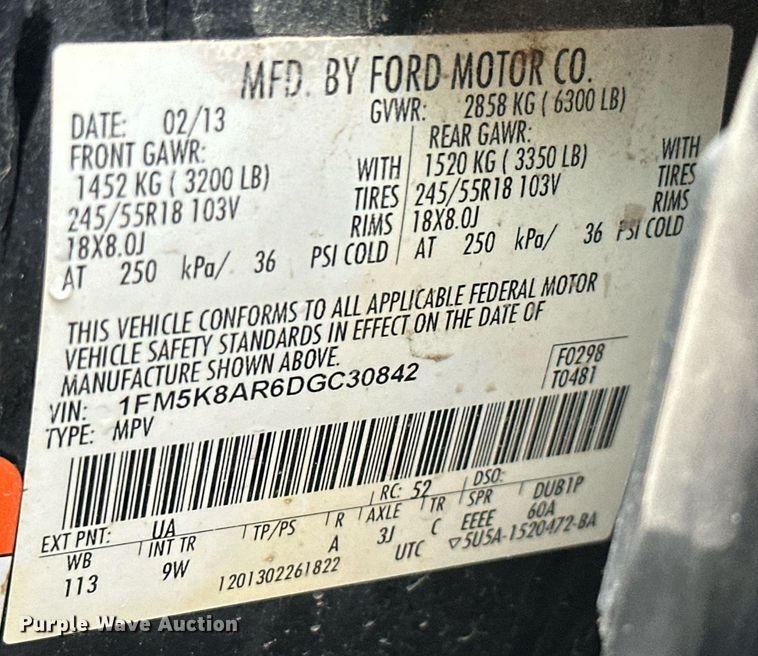 MFD. BY FORD MOTOR CO.
DATE: 02/13 GVWR: 2858 KG ( 6300 LB)
FRONT GAWR: REAR GAWR:
1452 KG ( 3200 LB) WITH 1520 KG ( 3350 LB) WITH
245/55R18 103V TIRES 245/55R18 103V TIRES
18X8.0J RIMS 18X8.0J RIMS
AT 250 kPa/ 36 PSI COLD AT 250 kPa/ 36 PSI COLD
THIS VEHICLE CONFORMS TO ALL APPLICABLE FEDERAL MOTOR
VEHICLE SAFETY STANDARDS IN EFFECT ON THE DATE OF
MANUFACTURE SHOWN ABOVE.
VIN: 1FM5K8AR6DGC30842 F0298
TYPE: MPV T0481
EXT PNT: UA RC: 52 DSO:
WB INT TR TP/PS R AXLE TR SPR DUB1P
113 9W A 3J C EEEE 60A
1201302261822 UTC ▽5U5A-1520472-BA
Purple Wave Auction